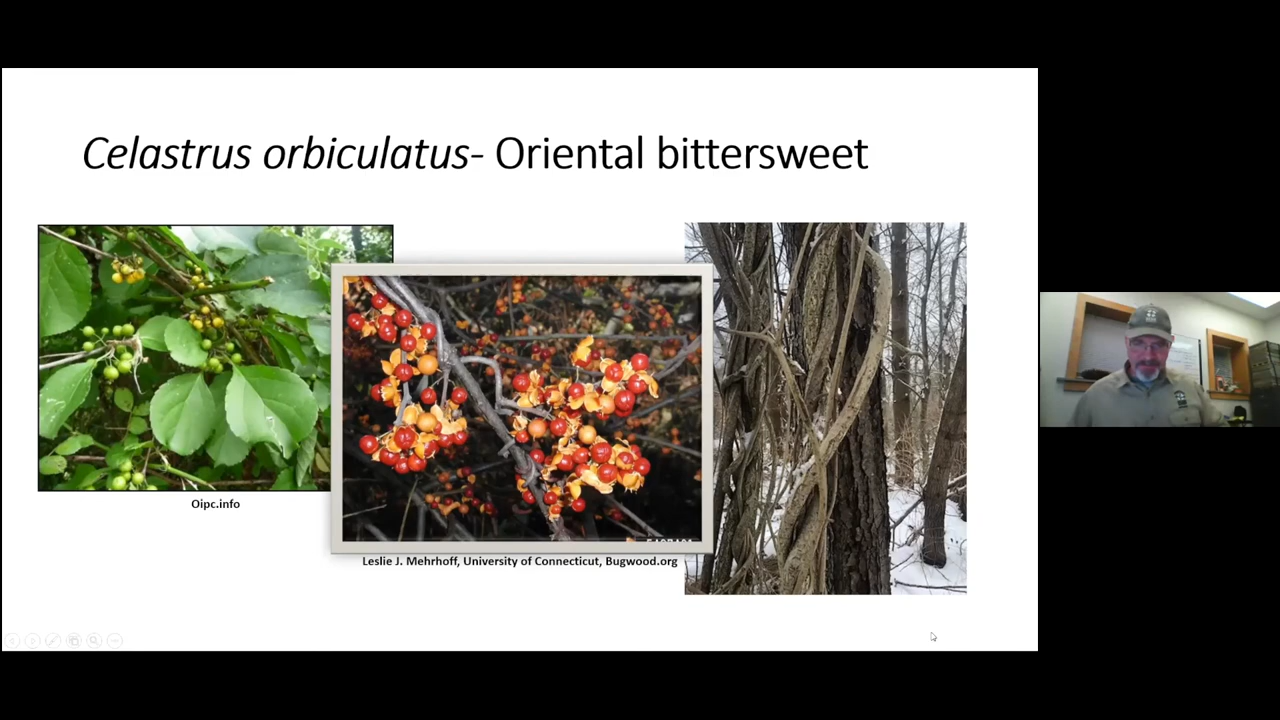 Celastrus orbiculatus- Oriental bittersweet
Oipc.info
Leslie J. Mehrhoff, University of Connecticut, Bugwood.org